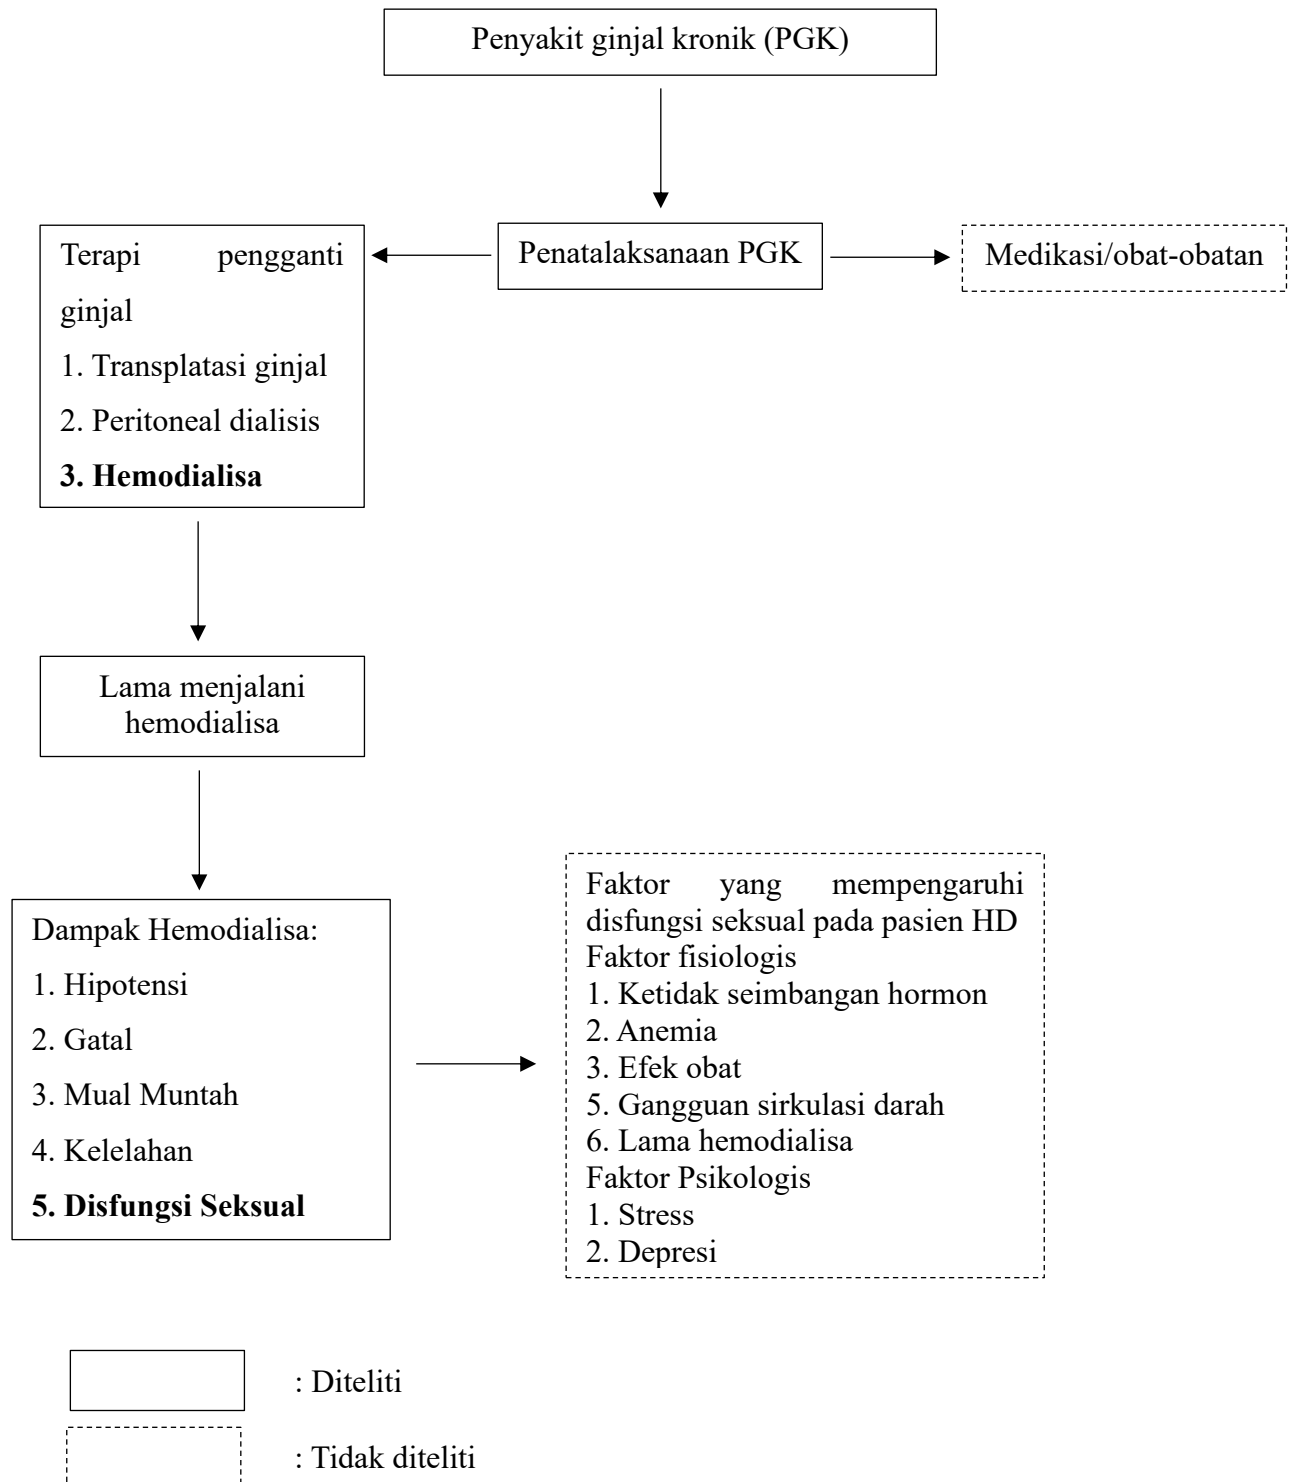 Penyakit ginjal kronik (PGK)
Terapi pengganti
ginjal
1. Transplatasi ginjal
2. Peritoneal dialisis
3. Hemodialisa
Penatalaksanaan PGK
Medikasi/obat-obatan
Lama menjalani
hemodialisa
Dampak Hemodialisa:
1. Hipotensi
2. Gatal
3. Mual Muntah
4. Kelelahan
5. Disfungsi Seksual
Faktor yang mempengaruhi
disfungsi seksual pada pasien HD
Faktor fisiologis
1. Ketidak seimbangan hormon
2. Anemia
3. Efek obat
5. Gangguan sirkulasi darah
6. Lama hemodialisa
Faktor Psikologis
1. Stress
2. Depresi
: Diteliti
: Tidak diteliti